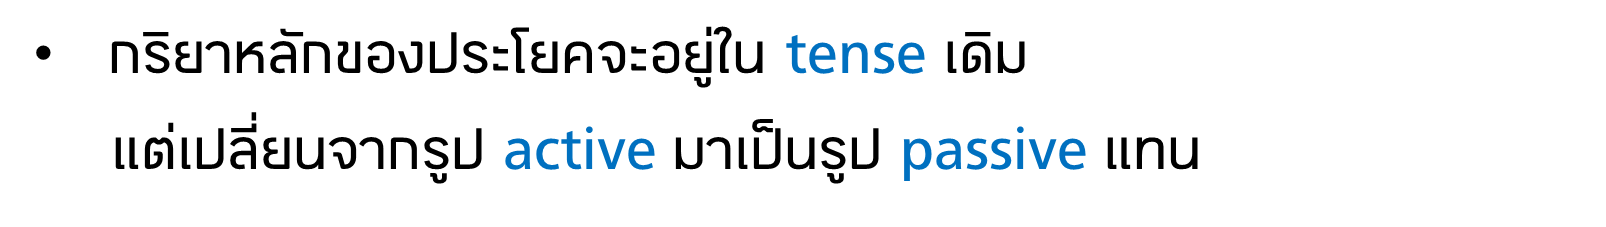 • กริยาหลักของประโยคจะอยู่ใน tense เดิม
แต่เปลี่ยนจากรูป active มาเป็นรูป passive แทน